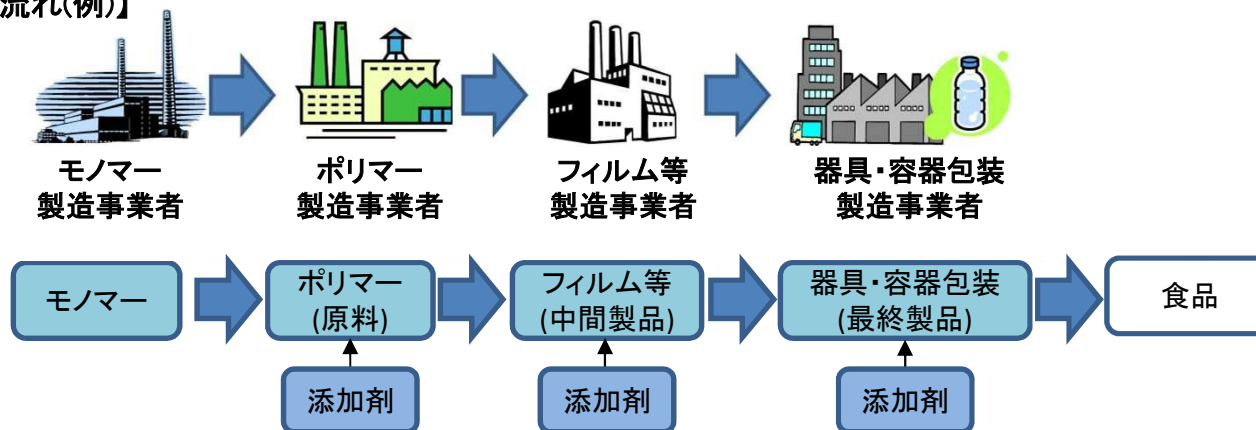 流れ(例)】
モノマー
製造事業者
ポリマー
製造事業者
フィルム等
製造事業者
器具・容器包装
製造事業者
モノマー
ポリマー
(原料)
フィルム等
(中間製品)
器具・容器包装
(最終製品)
食品
添加剤
添加剤
添加剤